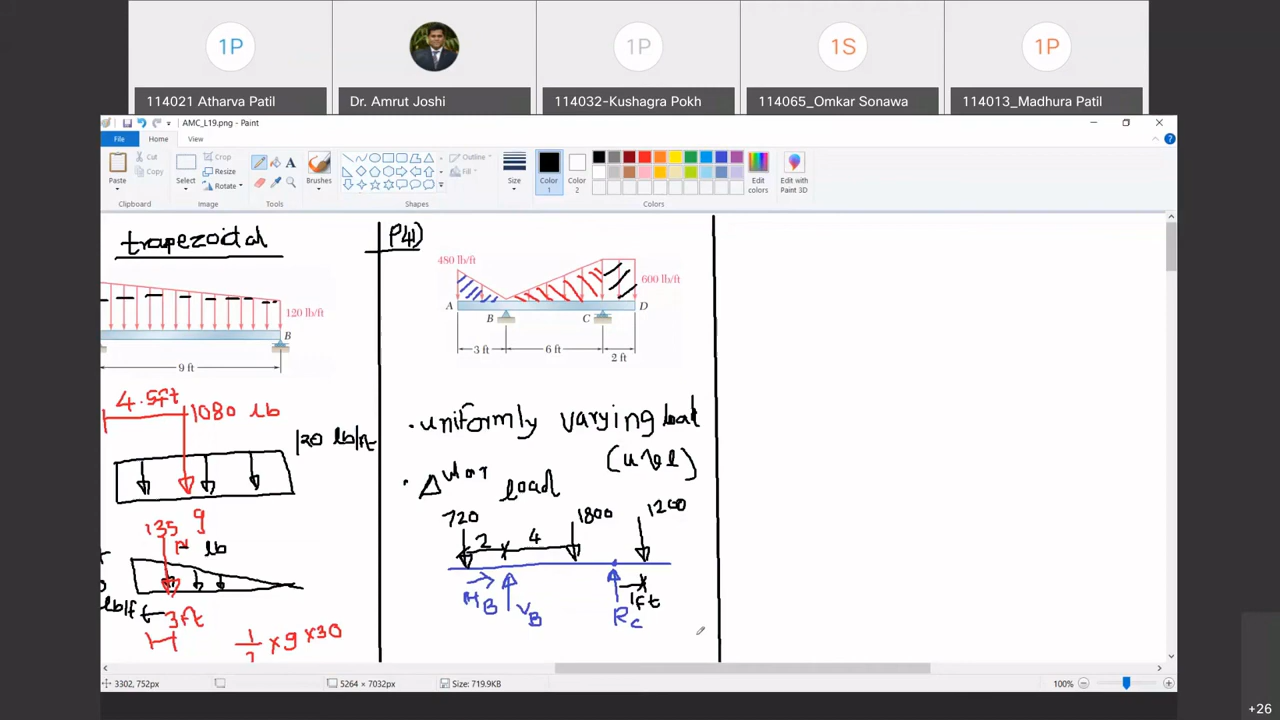 1P
1P
1S
1P
114021 Atharva Patil
Dr. Amrut Joshi
114032-Kushagra Pokh
114065_Omkar Sonawa
114013_Madhura Patil
AMC_L19.png - Paint
File
Home
View
Paste
Cut
Copy
Clipboard
Select
Crop
Resize
Rotate
Image
A
Tools
Brushes
Outline
Fill
Shapes
Size
Color 1
Color 2
Colors
Edit colors
Edit with Paint 3D
trapezoidal
120 lb/ft
B
9 ft
4.5ft
1080 lb
120 lb/ft
135
lb
lb/ft
3ft
1/2 x 9 x 30
P41)
480 lb/ft
600 lb/ft
A
B
C
D
3 ft
6 ft
2 ft
. uniformly varying load
(uvl)
. Δular load
720
1800
1200
2
4
HB
VB
RC
1ft
3302, 752px
5264 × 7032px
Size: 719.9KB
100%
+26